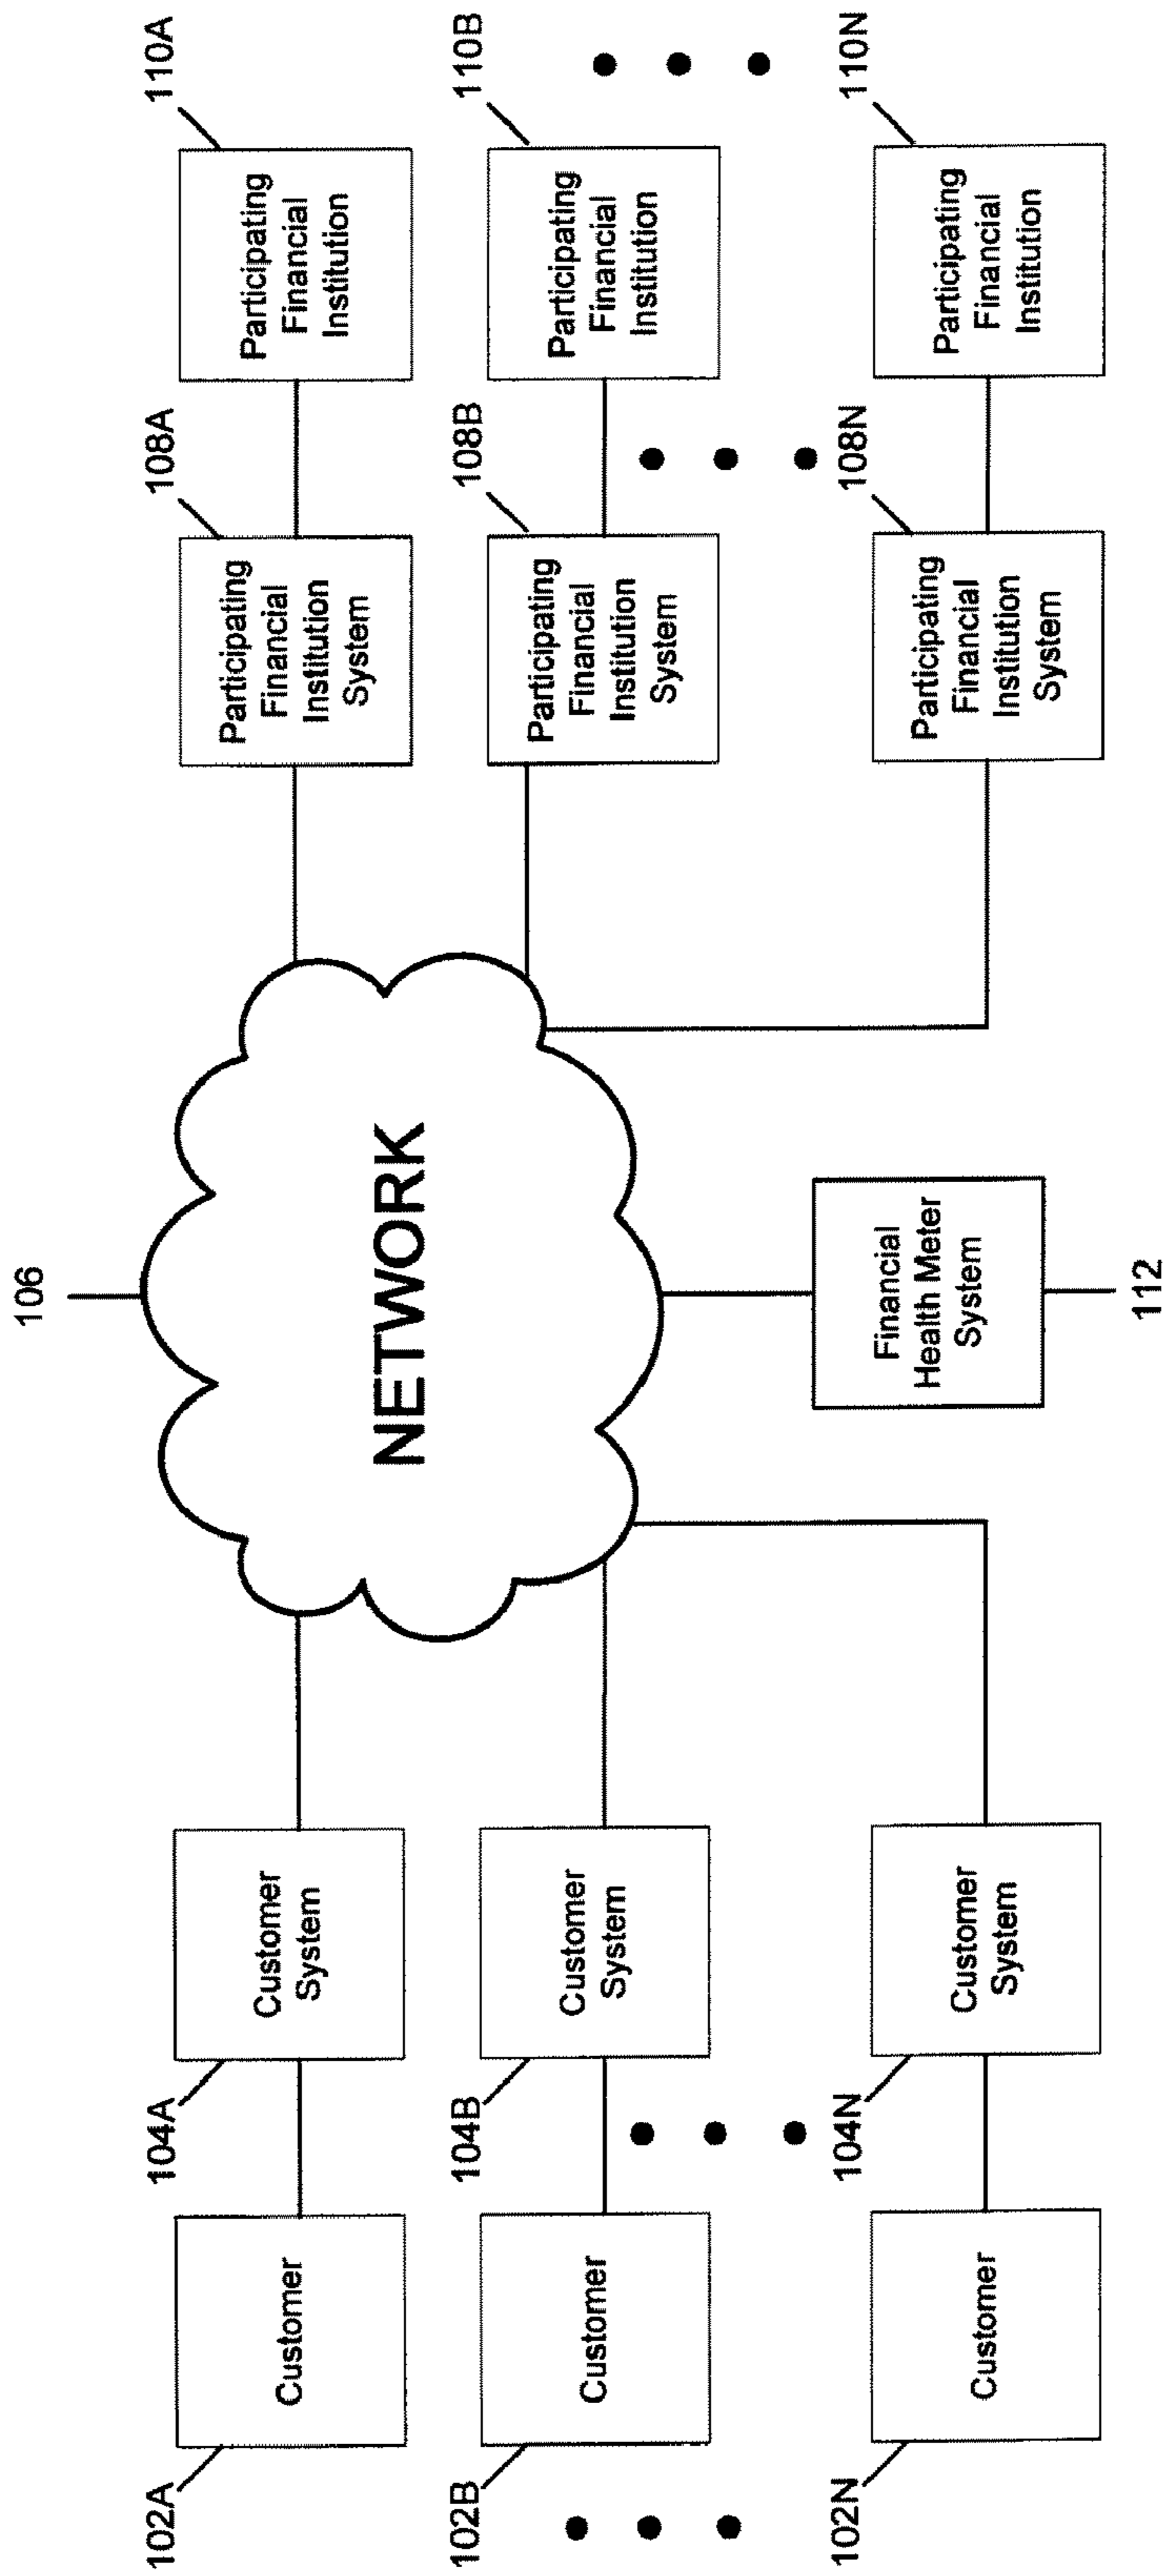 106
102A
Customer
104A
Customer
System
108A
Participating
Financial
Institution
System
110A
Participating
Financial
Institution
NETWORK
102B
Customer
104B
Customer
System
108B
Participating
Financial
Institution
System
110B
Participating
Financial
Institution
102N
Customer
104N
Customer
System
Financial
Health Meter
System
112
108N
Participating
Financial
Institution
System
110N
Participating
Financial
Institution